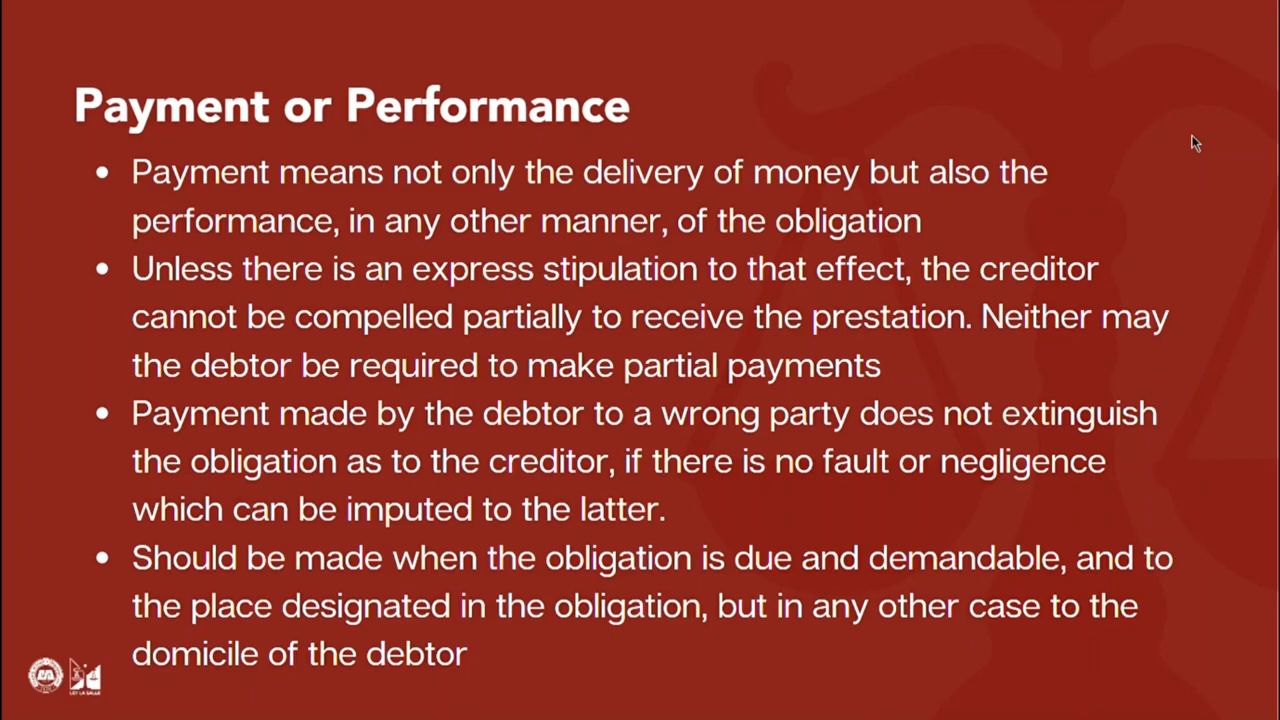 Payment or Performance
• Payment means not only the delivery of money but also the
performance, in any other manner, of the obligation
• Unless there is an express stipulation to that effect, the creditor
cannot be compelled partially to receive the prestation. Neither may
the debtor be required to make partial payments
• Payment made by the debtor to a wrong party does not extinguish
the obligation as to the creditor, if there is no fault or negligence
which can be imputed to the latter.
• Should be made when the obligation is due and demandable, and to
the place designated in the obligation, but in any other case to the
domicile of the debtor